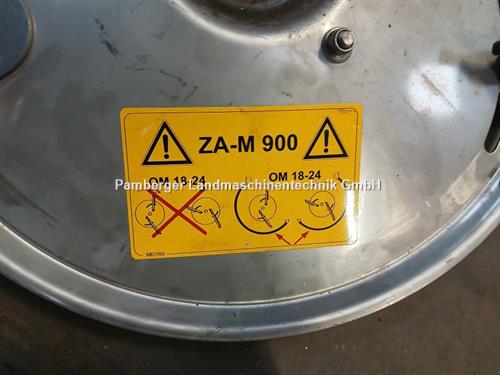 ZA-M 900
OM 18-24 OM 18-24
Pamberger Landmaschinentechnik GmbH
MD160